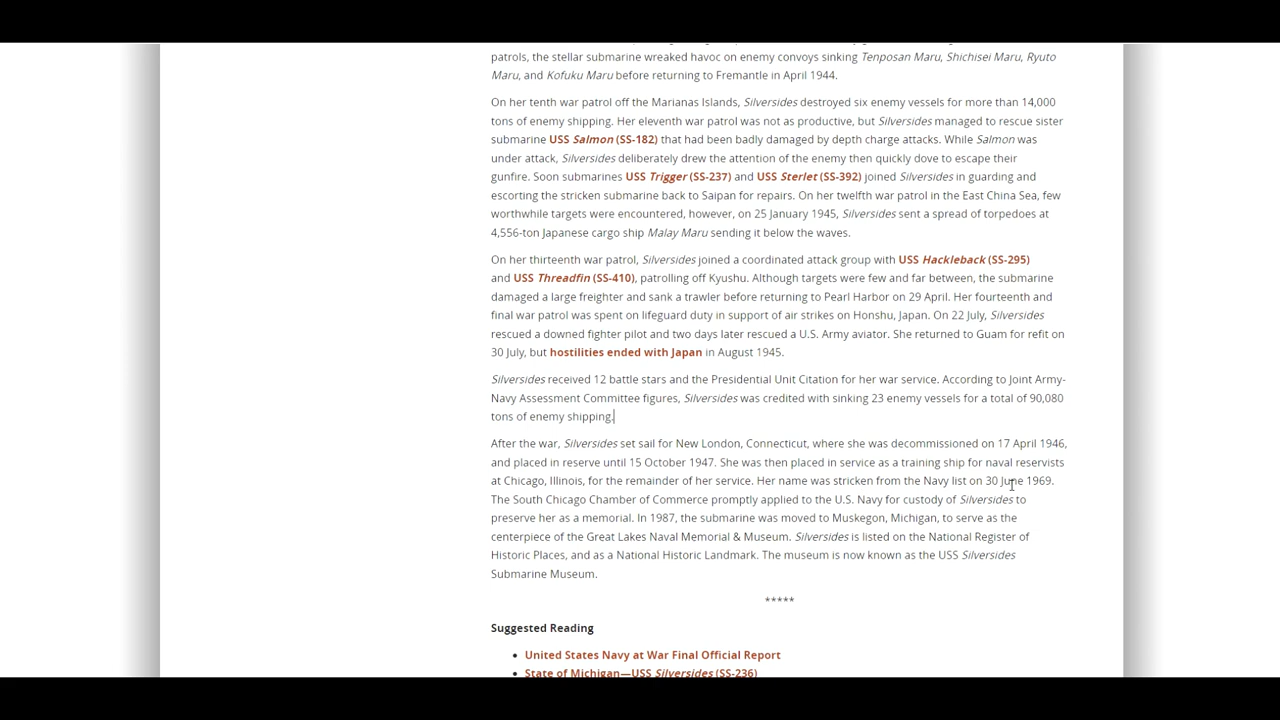 patrols, the stellar submarine wreaked havoc on enemy convoys sinking Tenposan Maru, Shichisei Maru, Ryuto
Maru, and Kofuku Maru before returning to Fremantle in April 1944.
On her tenth war patrol off the Marianas Islands, Silversides destroyed six enemy vessels for more than 14,000
tons of enemy shipping. Her eleventh war patrol was not as productive, but Silversides managed to rescue sister
submarine USS Salmon (SS-182) that had been badly damaged by depth charge attacks. While Salmon was
under attack, Silversides deliberately drew the attention of the enemy then quickly dove to escape their
gunfire. Soon submarines USS Trigger (SS-237) and USS Sterlet (SS-392) joined Silversides in guarding and
escorting the stricken submarine back to Saipan for repairs. On her twelfth war patrol in the East China Sea, few
worthwhile targets were encountered, however, on 25 January 1945, Silversides sent a spread of torpedoes at
4,556-ton Japanese cargo ship Malay Maru sending it below the waves.
On her thirteenth war patrol, Silversides joined a coordinated attack group with USS Hackleback (SS-295)
and USS Threadfin (SS-410), patrolling off Kyushu. Although targets were few and far between, the submarine
damaged a large freighter and sank a trawler before returning to Pearl Harbor on 29 April. Her fourteenth and
final war patrol was spent on lifeguard duty in support of air strikes on Honshu, Japan. On 22 July, Silversides
rescued a downed fighter pilot and two days later rescued a U.S. Army aviator. She returned to Guam for refit on
30 July, but hostilities ended with Japan in August 1945.
Silversides received 12 battle stars and the Presidential Unit Citation for her war service. According to Joint Army-
Navy Assessment Committee figures, Silversides was credited with sinking 23 enemy vessels for a total of 90,080
tons of enemy shipping.
After the war, Silversides set sail for New London, Connecticut, where she was decommissioned on 17 April 1946,
and placed in reserve until 15 October 1947. She was then placed in service as a training ship for naval reservists
at Chicago, Illinois, for the remainder of her service. Her name was stricken from the Navy list on 30 June 1969.
The South Chicago Chamber of Commerce promptly applied to the U.S. Navy for custody of Silversides to
preserve her as a memorial. In 1987, the submarine was moved to Muskegon, Michigan, to serve as the
centerpiece of the Great Lakes Naval Memorial & Museum. Silversides is listed on the National Register of
Historic Places, and as a National Historic Landmark. The museum is now known as the USS Silversides
Submarine Museum.
*****
Suggested Reading
• United States Navy at War Final Official Report
• State of Michigan—USS Silversides (SS-236)